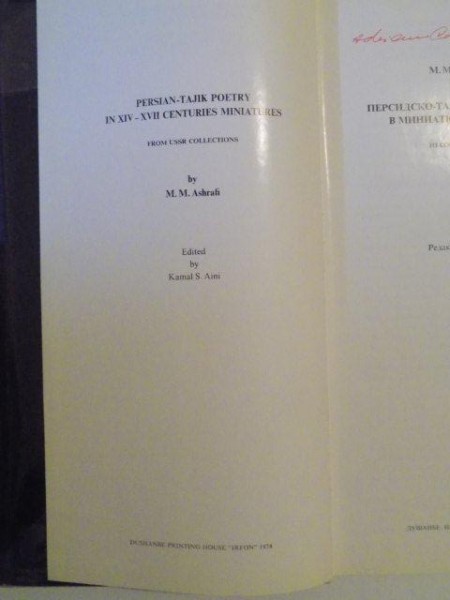 PERSIAN-TAJIK POETRY
IN XIV-XVII CENTURIES MINIATURES
FROM USSR COLLECTIONS
by
M. M. Ashrafi
Edited
by
Kamal S. Aini
DUSHANBE PRINTING HOUSE "IRFON" 1974
М. М
ПЕРСИДСКО-ТА
В МИНИАТЮ